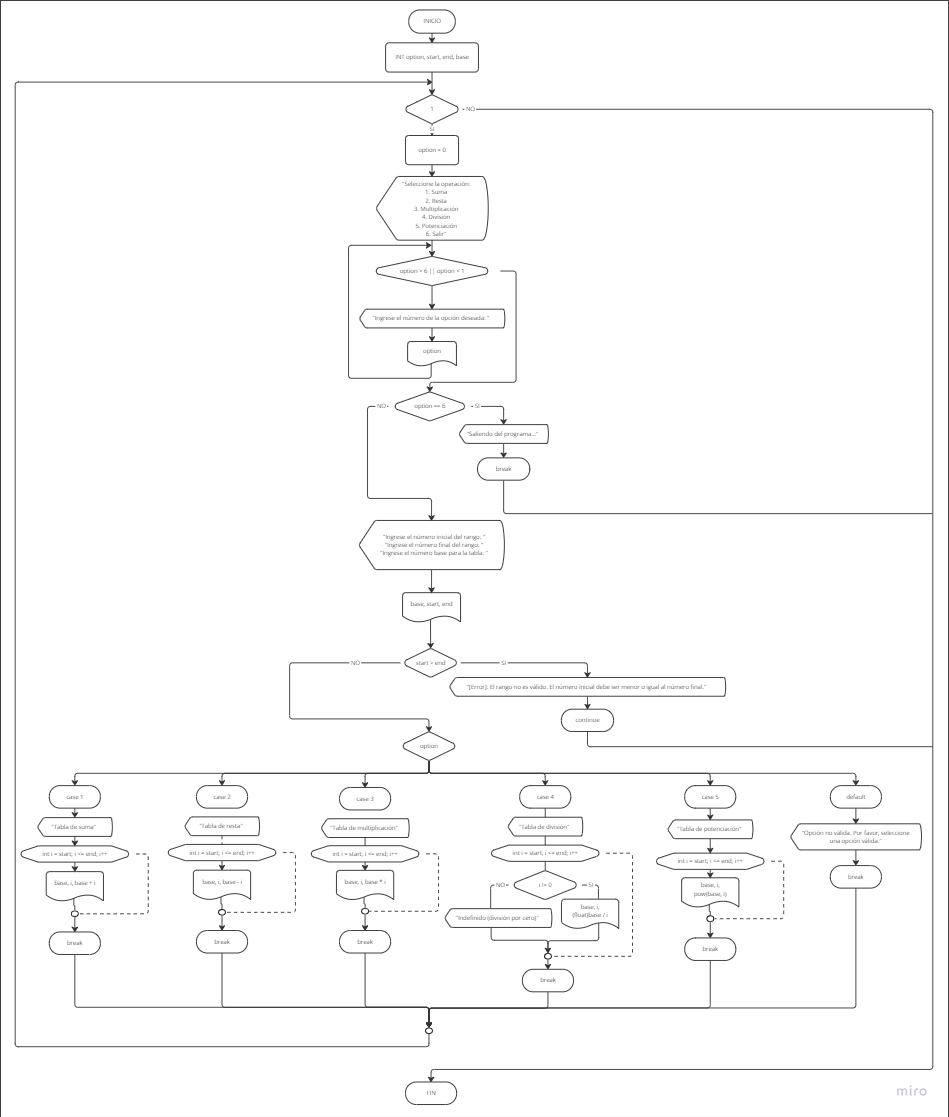 INICIO
INT option, start, end, base
1
NO
SI
option = 0
"Seleccione la operación:
1. Suma
2. Resta
3. Multiplicación
4. División
5. Potenciación
6. Salir"
option > 6 || option < 1
"Ingrese el número de la opción deseada: "
option
NO
option == 6
SI
"Saliendo del programa..."
break
"Ingrese el número inicial del rango: "
"Ingrese el número final del rango: "
"Ingrese el número base para la tabla: "
base, start, end
NO
start > end
SI
"[Error]: El rango no es válido. El número inicial debe ser menor o igual al número final."
continue
option
case 1
case 2
case 3
case 4
case 5
default
"Tabla de suma"
"Tabla de resta"
"Tabla de multiplicación"
"Tabla de división"
"Tabla de potenciación"
"Opción no válida. Por favor, seleccione
una opción válida."
int i = start; i <= end; i++
int i = start; i <= end; i++
int i = start; i <= end; i++
int i = start; i <= end; i++
int i = start; i <= end; i++
base, i, base + i
base, i, base - i
base, i, base * i
NO
i != 0
SI
base, i,
pow(base, i)
break
"Indefinido (división por cero)"
base, i,
(float)base / i
break
break
break
break
break
FIN
miro